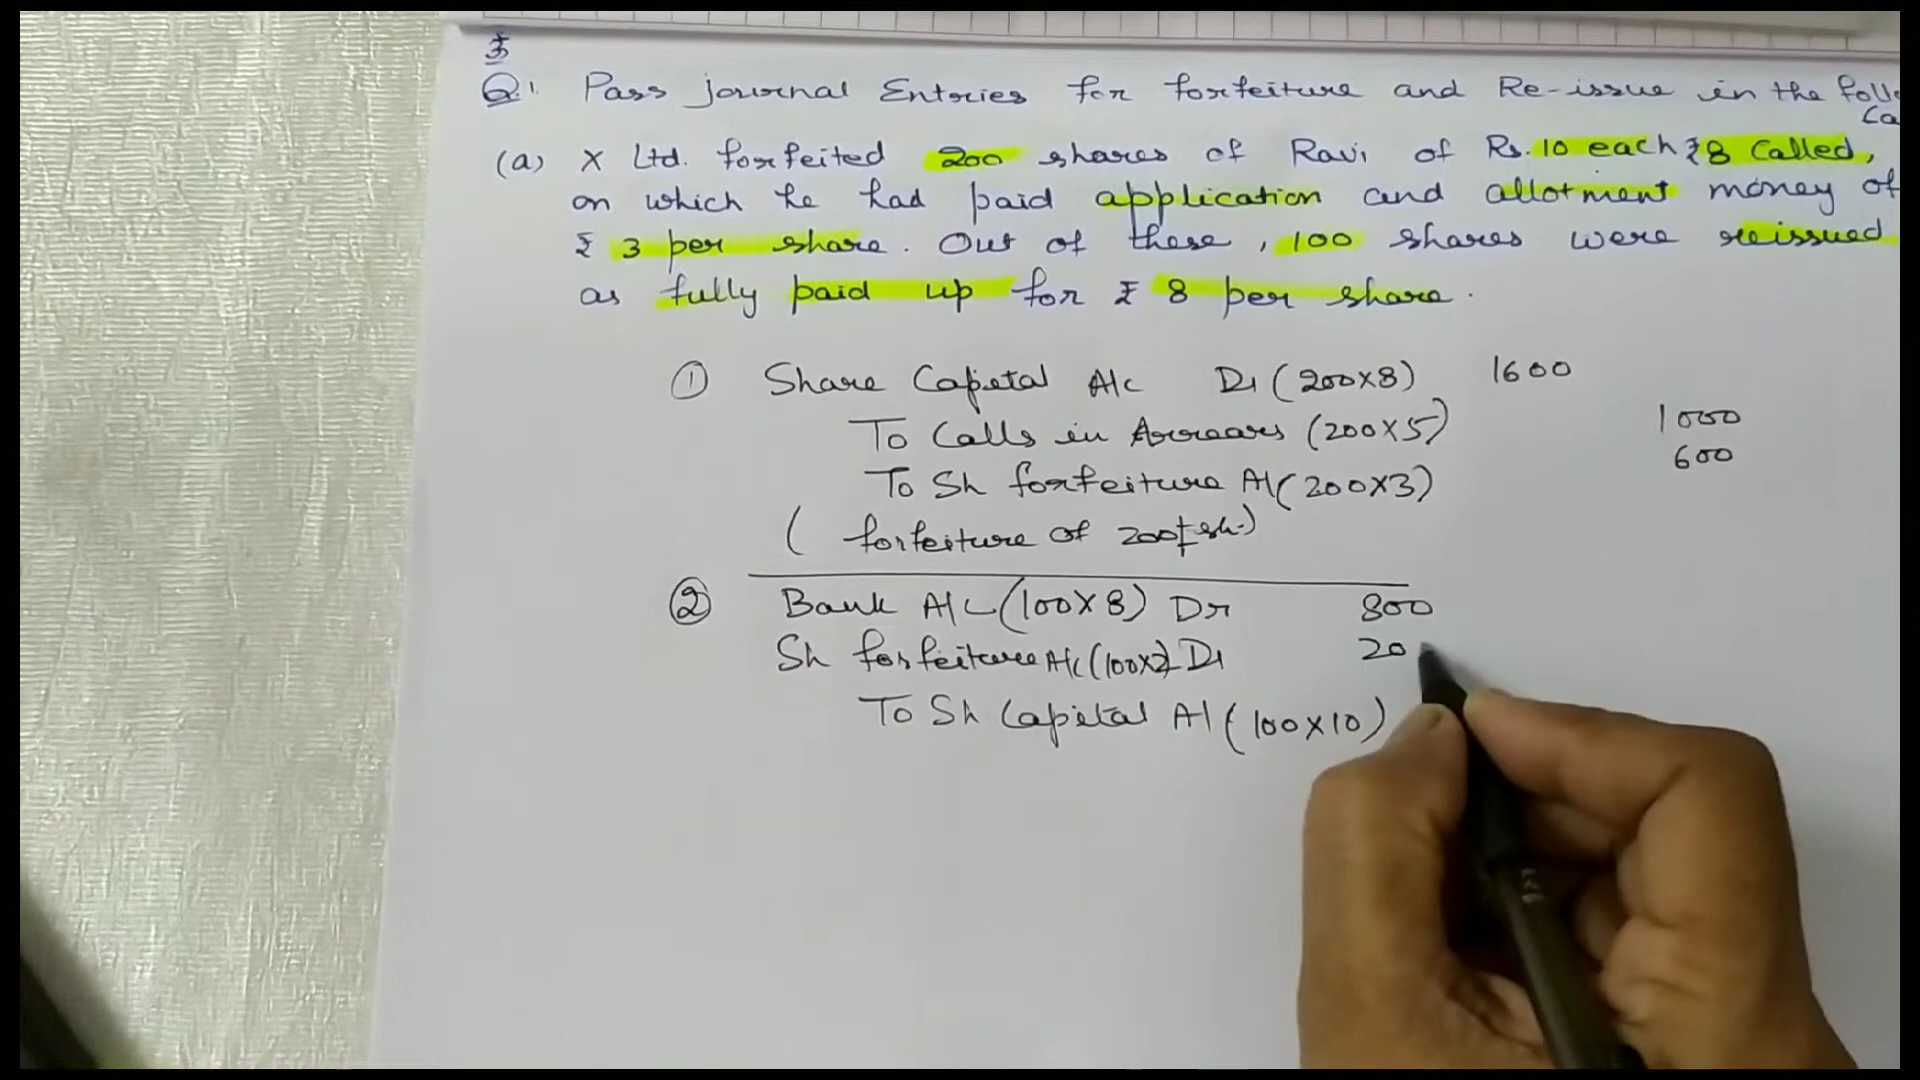 Q.1 Pass journal Entries for forfeiture and Re-issue in the
(a) X Ltd. forfeited 200 shares of Ravi of Rs. 10 each ₹8 called,
on which he had paid application and allotment money of
₹ 3 per share. Out of these, 100 shares were reissued
as fully paid up for ₹ 8 per share.
① Share Capital A/c Dr (200×8) 1600
To Calls in Arrears (200×5) 1000
To Sh forfeiture A/ (200×3) 600
( forfeiture of 200 sh.)
② Bank A/c (100×8) Dr 800
Sh forfeiture A/c (100×2) Dr 20
To Sh Capital A/ (100×10)